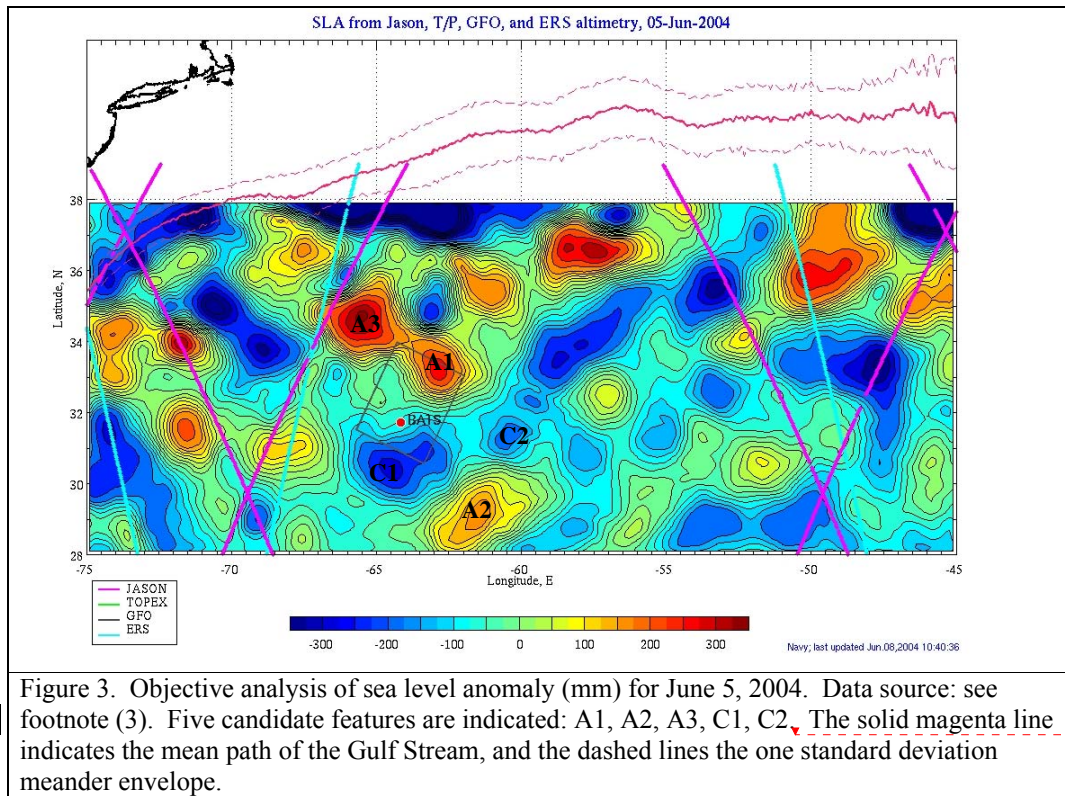 SLA from Jason, T/P, GFO, and ERS altimetry, 05-Jun-2004
38
36
34
32
30
28
Latitude, N
A3
A1
BATS
C2
C1
A2
-75
-70
-65
-60
-55
-50
-45
Longitude, E
JASON
TOPEX
GFO
ERS
-300 -200 -100 0 100 200 300
Navy; last updated Jun.08,2004 10:40:36
Figure 3. Objective analysis of sea level anomaly (mm) for June 5, 2004. Data source: see
footnote (3). Five candidate features are indicated: A1, A2, A3, C1, C2. The solid magenta line
indicates the mean path of the Gulf Stream, and the dashed lines the one standard deviation
meander envelope.